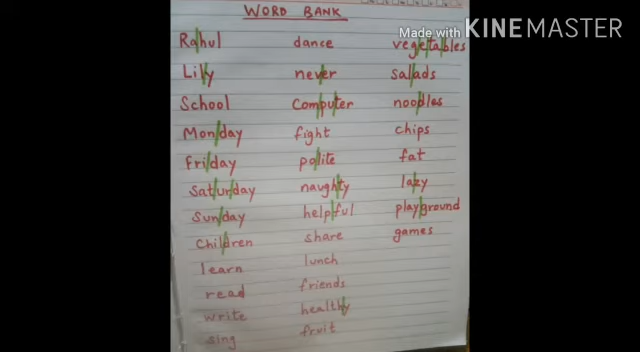 WORD BANK
Made with KINEMASTER
Rahul dance vegetables
Lily never salads
School computer noodles
Monday fight chips
Friday polite fat
Saturday naughty lazy
Sunday helpful playground
Children share games
learn lunch
read friends
write healthy
sing fruit